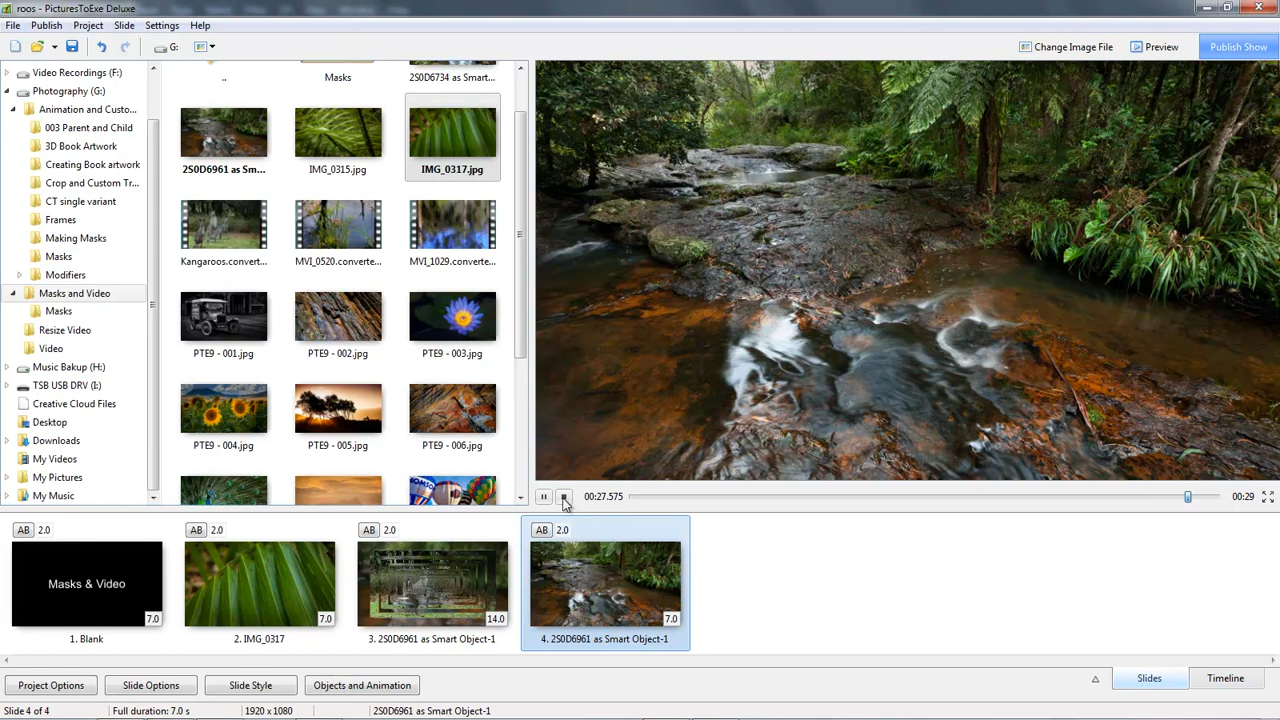 roos - PicturesToExe Deluxe
File Publish Project Slide Settings Help
G: Change Image File Preview Publish Show
Video Recordings (F:)
Photography (G:)
Animation and Custo...
003 Parent and Child
3D Book Artwork
Creating Book artwork
Crop and Custom Tr...
CT single variant
Frames
Making Masks
Masks
Modifiers
Masks and Video
Masks
Resize Video
Video
Music Backup (H:)
TSB USB DRV (I:)
Creative Cloud Files
Desktop
Downloads
My Videos
My Pictures
My Music
.. Masks 2S0D6734 as Smart...
2S0D6961 as Sm... IMG_0315.jpg IMG_0317.jpg
Kangaroos.convert... MVI_0520.converte... MVI_1029.converte...
PTE9 - 001.jpg PTE9 - 002.jpg PTE9 - 003.jpg
PTE9 - 004.jpg PTE9 - 005.jpg PTE9 - 006.jpg
00:27.575 00:29
AB 2.0 AB 2.0 AB 2.0 AB 2.0
Masks & Video
7.0 7.0 14.0 7.0
1. Blank 2. IMG_0317 3. 2S0D6961 as Smart Object-1 4. 2S0D6961 as Smart Object-1
Project Options Slide Options Slide Style Objects and Animation Slides Timeline
Slide 4 of 4 Full duration: 7.0 s 1920 x 1080 2S0D6961 as Smart Object-1